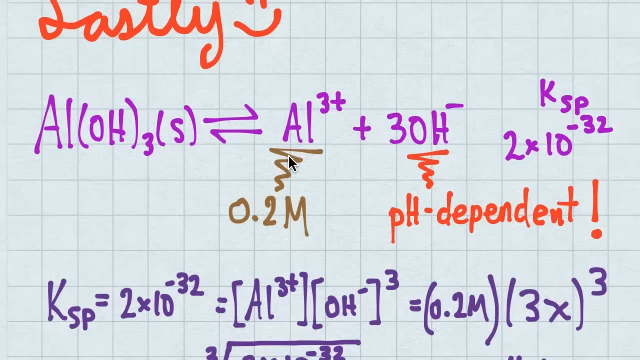 Lastly :)
Al(OH)₃(s) ⇌ Al³⁺ + 3OH⁻
Ksp
2×10⁻³²
0.2M
pH-dependent!
Ksp = 2×10⁻³² = [Al³⁺][OH⁻]³ = (0.2M)(3x)³